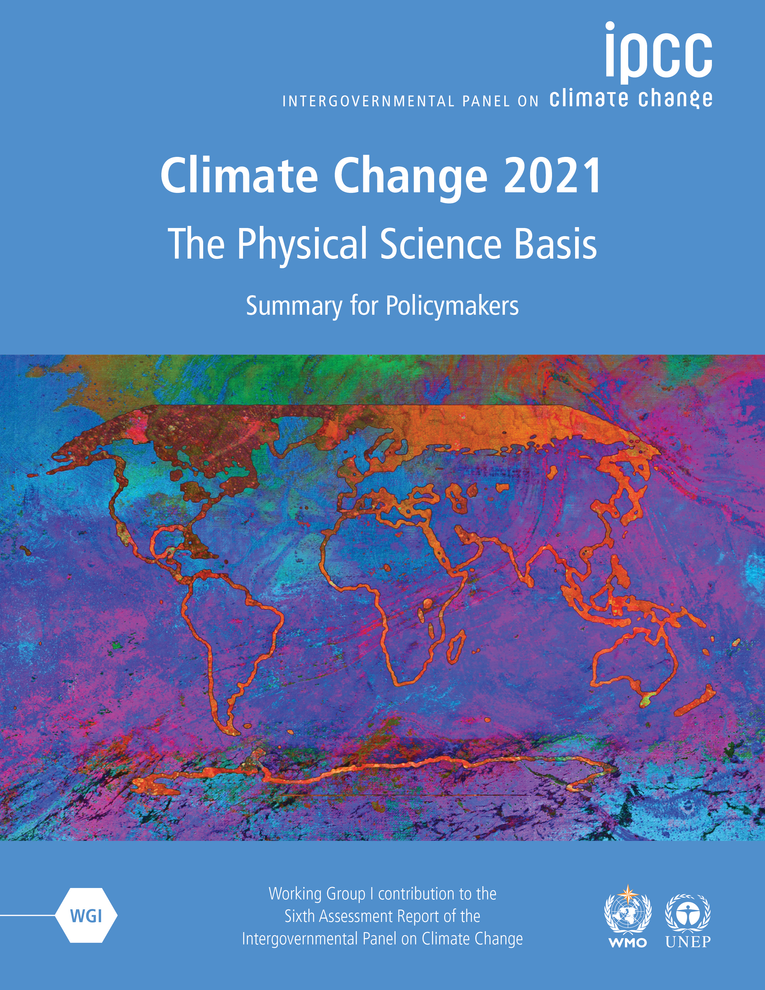 ipcc
INTERGOVERNMENTAL PANEL ON climate change
Climate Change 2021
The Physical Science Basis
Summary for Policymakers
WGI
Working Group I contribution to the
Sixth Assessment Report of the
Intergovernmental Panel on Climate Change
WMO
UNEP